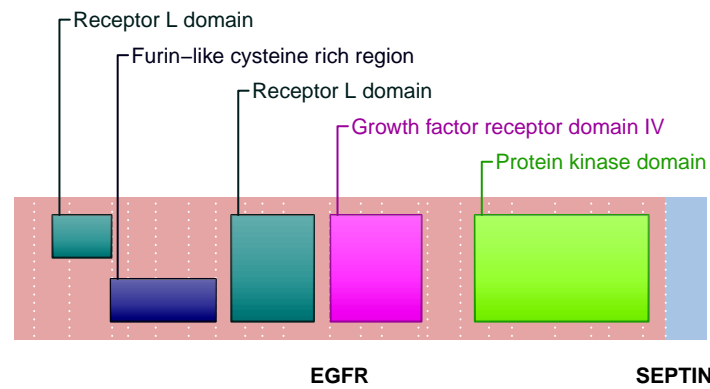 Receptor L domain
Furin−like cysteine rich region
Receptor L domain
Growth factor receptor domain IV
Protein kinase domain
EGFR
SEPTIN